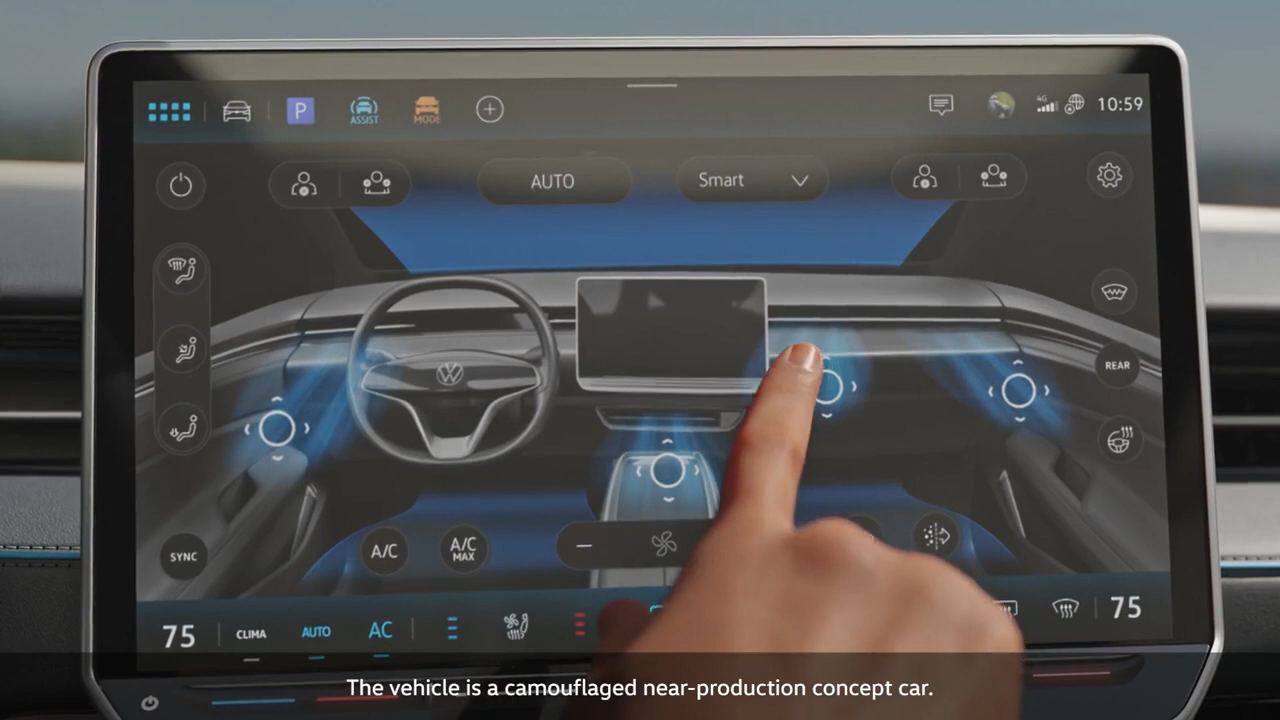 P
ASSIST
MODE
4G
10:59
AUTO
Smart
REAR
SYNC
A/C
A/C
MAX
75
CLIMA
AUTO
AC
75
The vehicle is a camouflaged near-production concept car.